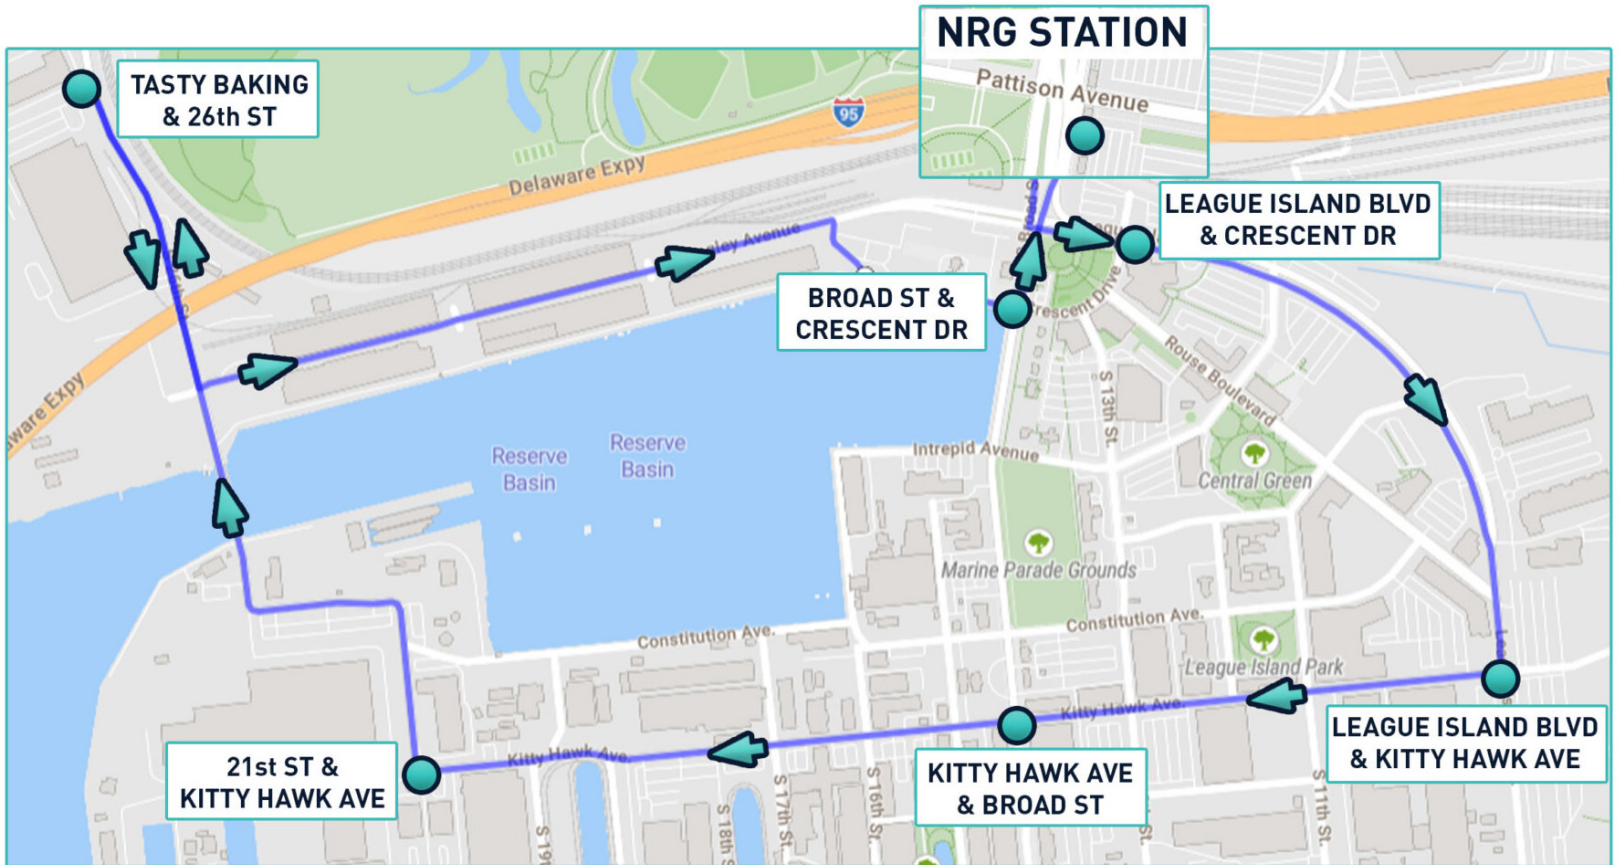 NRG STATION
Pattison Avenue
95
TASTY BAKING
& 26th ST
Delaware Expy
LEAGUE ISLAND BLVD
& CRESCENT DR
BROAD ST &
CRESCENT DR
Crescent Drive
Rouse Boulevard
S 13th St.
Reserve
Basin
Reserve
Basin
Intrepid Avenue
Central Green
Marine Parade Grounds
Constitution Ave.
Constitution Ave.
League Island Park
Kitty Hawk Ave.
LEAGUE ISLAND BLVD
& KITTY HAWK AVE
21st ST &
KITTY HAWK AVE
Kitty Hawk Ave.
KITTY HAWK AVE
& BROAD ST
S 17th St.
S 16th St.
S 18th S
S 19t
St.
S 11th St.